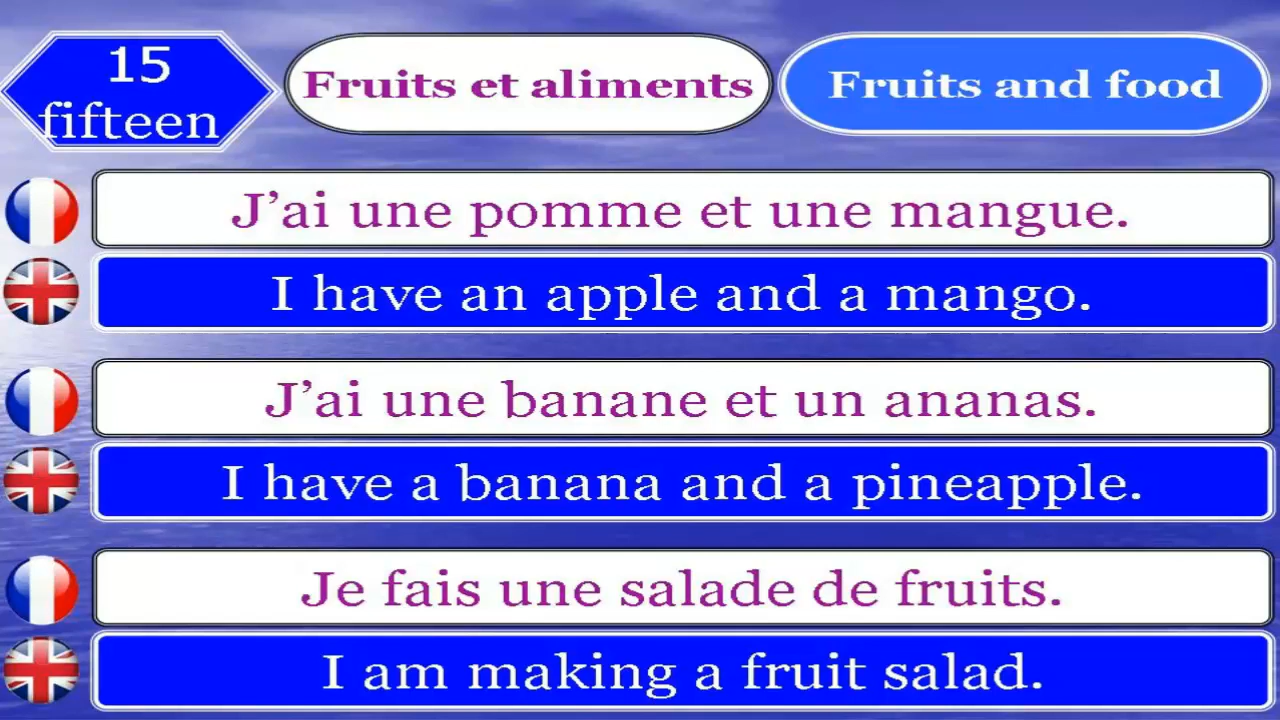 15
fifteen
Fruits et aliments
Fruits and food
J’ai une pomme et une mangue.
I have an apple and a mango.
J’ai une banane et un ananas.
I have a banana and a pineapple.
Je fais une salade de fruits.
I am making a fruit salad.